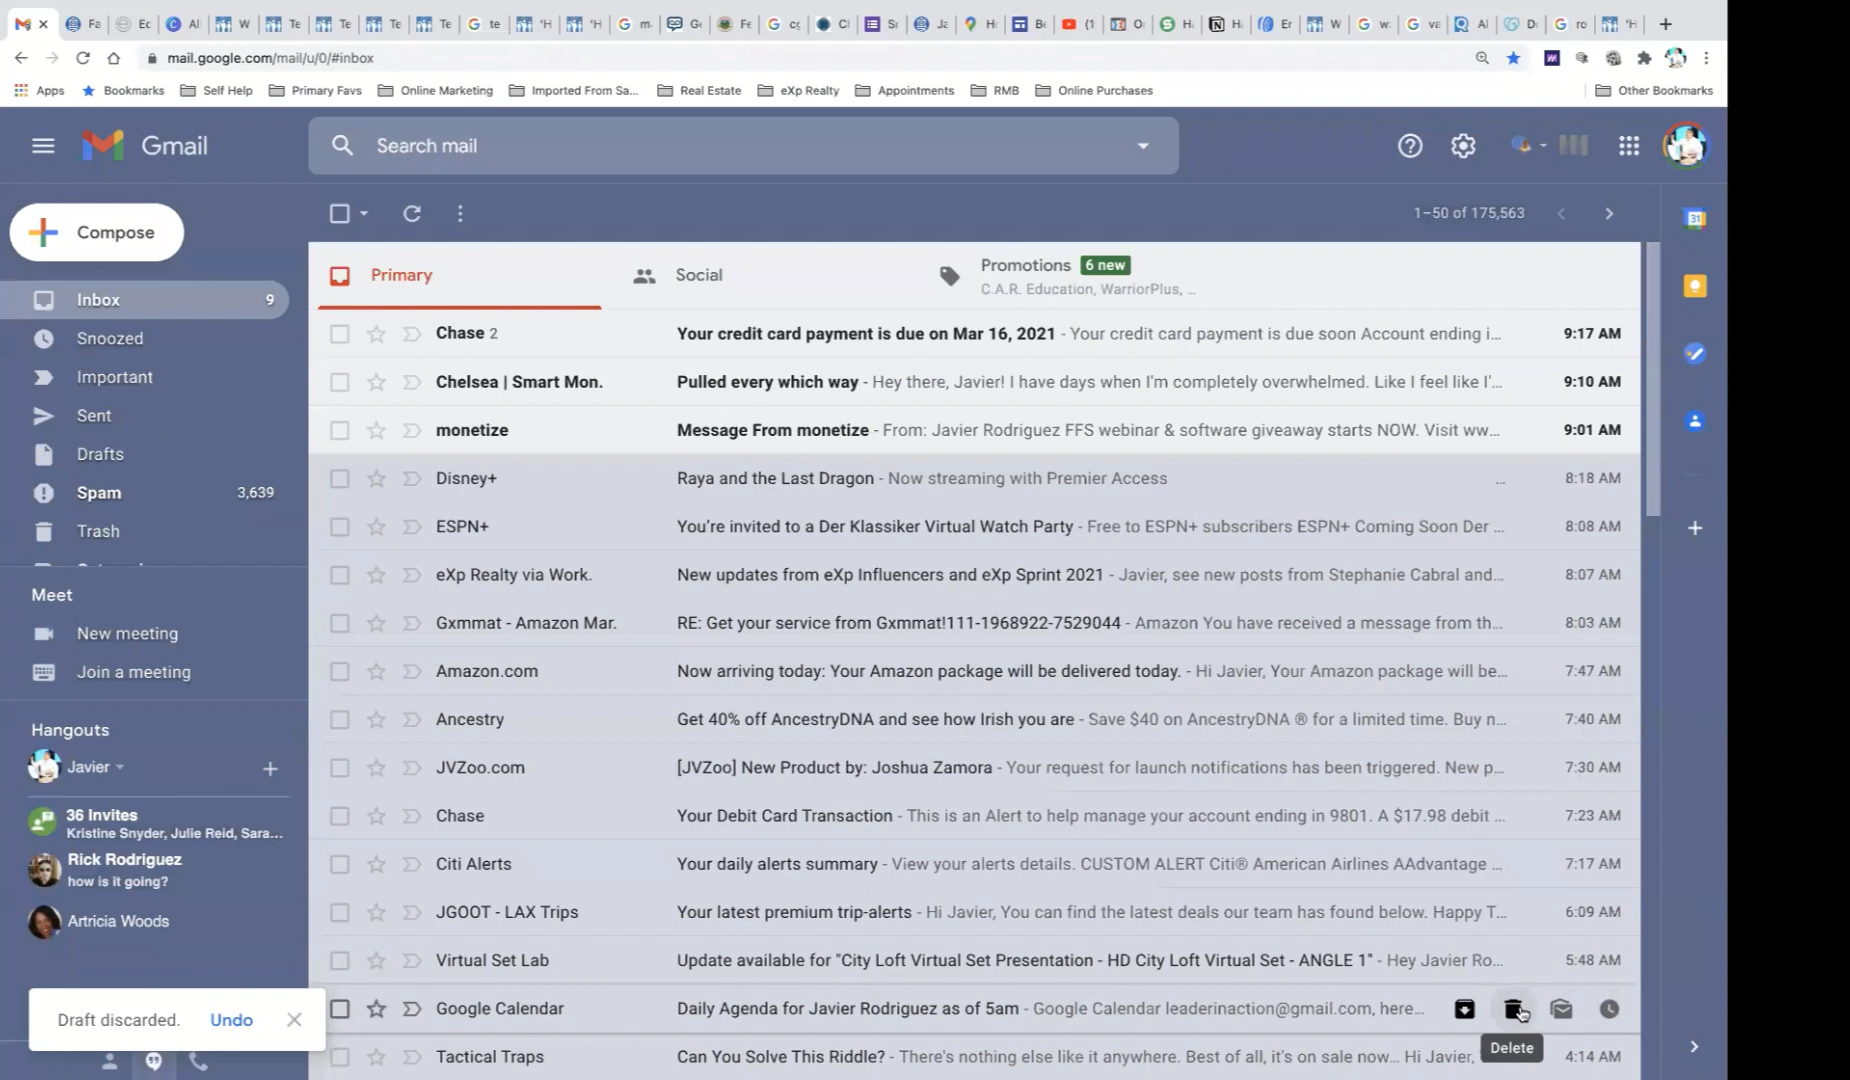 mail.google.com/mail/u/0/#inbox
Apps Bookmarks Self Help Primary Favs Online Marketing Imported From Sa... Real Estate eXp Realty Appointments RMB Online Purchases Other Bookmarks
Gmail
Search mail
Compose
1–50 of 175,563
Inbox 9
Snoozed
Important
Sent
Drafts
Spam 3,639
Trash
Meet
New meeting
Join a meeting
Hangouts
Javier
36 Invites
Kristine Snyder, Julie Reid, Sara...
Rick Rodriguez
how is it going?
Artricia Woods
Draft discarded. Undo
Primary
Social
Promotions 6 new
C.A.R. Education, WarriorPlus, ...
Chase 2 Your credit card payment is due on Mar 16, 2021 - Your credit card payment is due soon Account ending i... 9:17 AM
Chelsea | Smart Mon. Pulled every which way - Hey there, Javier! I have days when I'm completely overwhelmed. Like I feel like I'... 9:10 AM
monetize Message From monetize - From: Javier Rodriguez FFS webinar & software giveaway starts NOW. Visit ww... 9:01 AM
Disney+ Raya and the Last Dragon - Now streaming with Premier Access ... 8:18 AM
ESPN+ You're invited to a Der Klassiker Virtual Watch Party - Free to ESPN+ subscribers ESPN+ Coming Soon Der ... 8:08 AM
eXp Realty via Work. New updates from eXp Influencers and eXp Sprint 2021 - Javier, see new posts from Stephanie Cabral and... 8:07 AM
Gxmmat - Amazon Mar. RE: Get your service from Gxmmat!111-1968922-7529044 - Amazon You have received a message from th... 8:03 AM
Amazon.com Now arriving today: Your Amazon package will be delivered today. - Hi Javier, Your Amazon package will be... 7:47 AM
Ancestry Get 40% off AncestryDNA and see how Irish you are - Save $40 on AncestryDNA ® for a limited time. Buy n... 7:40 AM
JVZoo.com [JVZoo] New Product by: Joshua Zamora - Your request for launch notifications has been triggered. New p... 7:30 AM
Chase Your Debit Card Transaction - This is an Alert to help manage your account ending in 9801. A $17.98 debit ... 7:23 AM
Citi Alerts Your daily alerts summary - View your alerts details. CUSTOM ALERT Citi® American Airlines AAdvantage ... 7:17 AM
JGOOT - LAX Trips Your latest premium trip-alerts - Hi Javier, You can find the latest deals our team has found below. Happy T... 6:09 AM
Virtual Set Lab Update available for "City Loft Virtual Set Presentation - HD City Loft Virtual Set - ANGLE 1" - Hey Javier Ro... 5:48 AM
Google Calendar Daily Agenda for Javier Rodriguez as of 5am - Google Calendar leaderinaction@gmail.com, here...
Delete
Tactical Traps Can You Solve This Riddle? - There's nothing else like it anywhere. Best of all, it's on sale now... Hi Javier, 4:14 AM